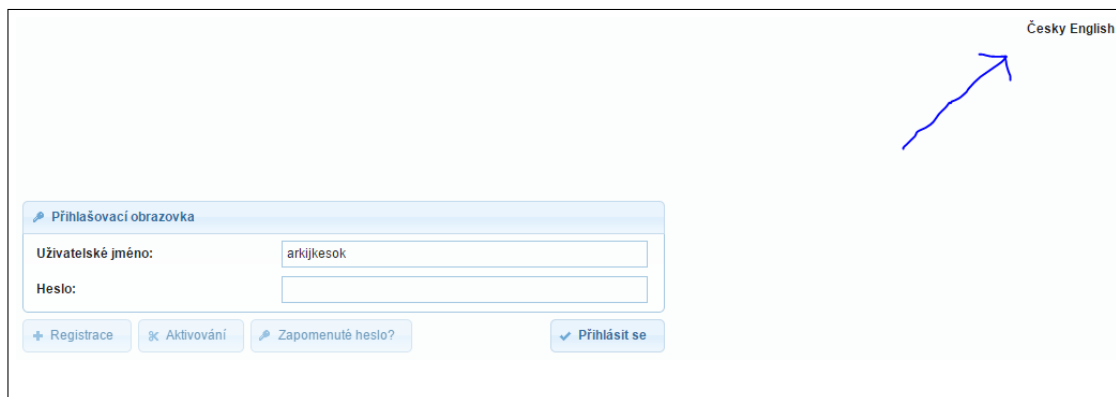 Česky English
Přihlašovací obrazovka
Uživatelské jméno: arkijkesok
Heslo:
Registrace Aktivování Zapomenuté heslo? Přihlásit se